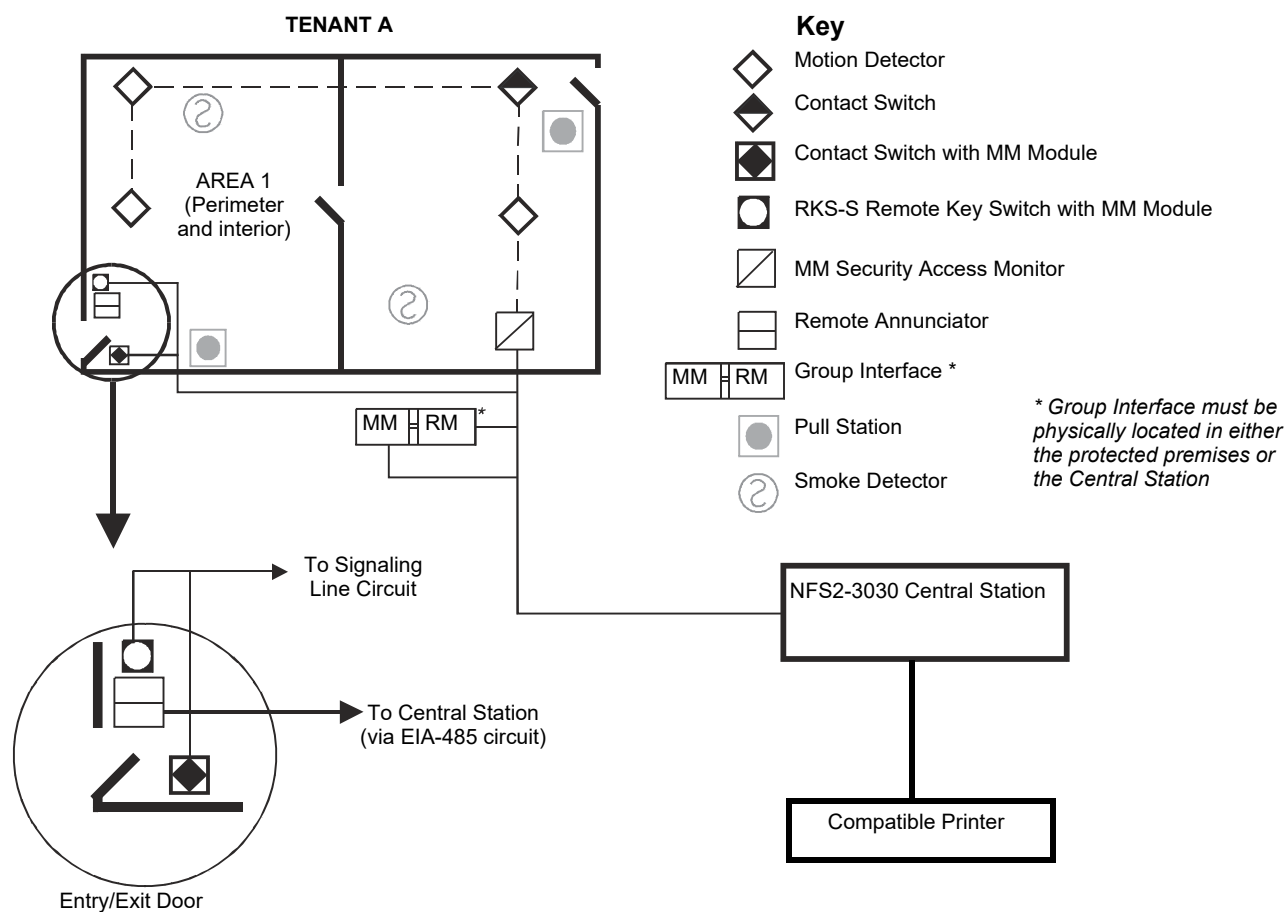 TENANT A
AREA 1
(Perimeter
and interior)
MM
RM
*
To Signaling
Line Circuit
To Central Station
(via EIA-485 circuit)
Entry/Exit Door
Key
Motion Detector
Contact Switch
Contact Switch with MM Module
RKS-S Remote Key Switch with MM Module
MM Security Access Monitor
Remote Annunciator
MM
RM
Group Interface *
Pull Station
Smoke Detector
* Group Interface must be
physically located in either
the protected premises or
the Central Station
NFS2-3030 Central Station
Compatible Printer